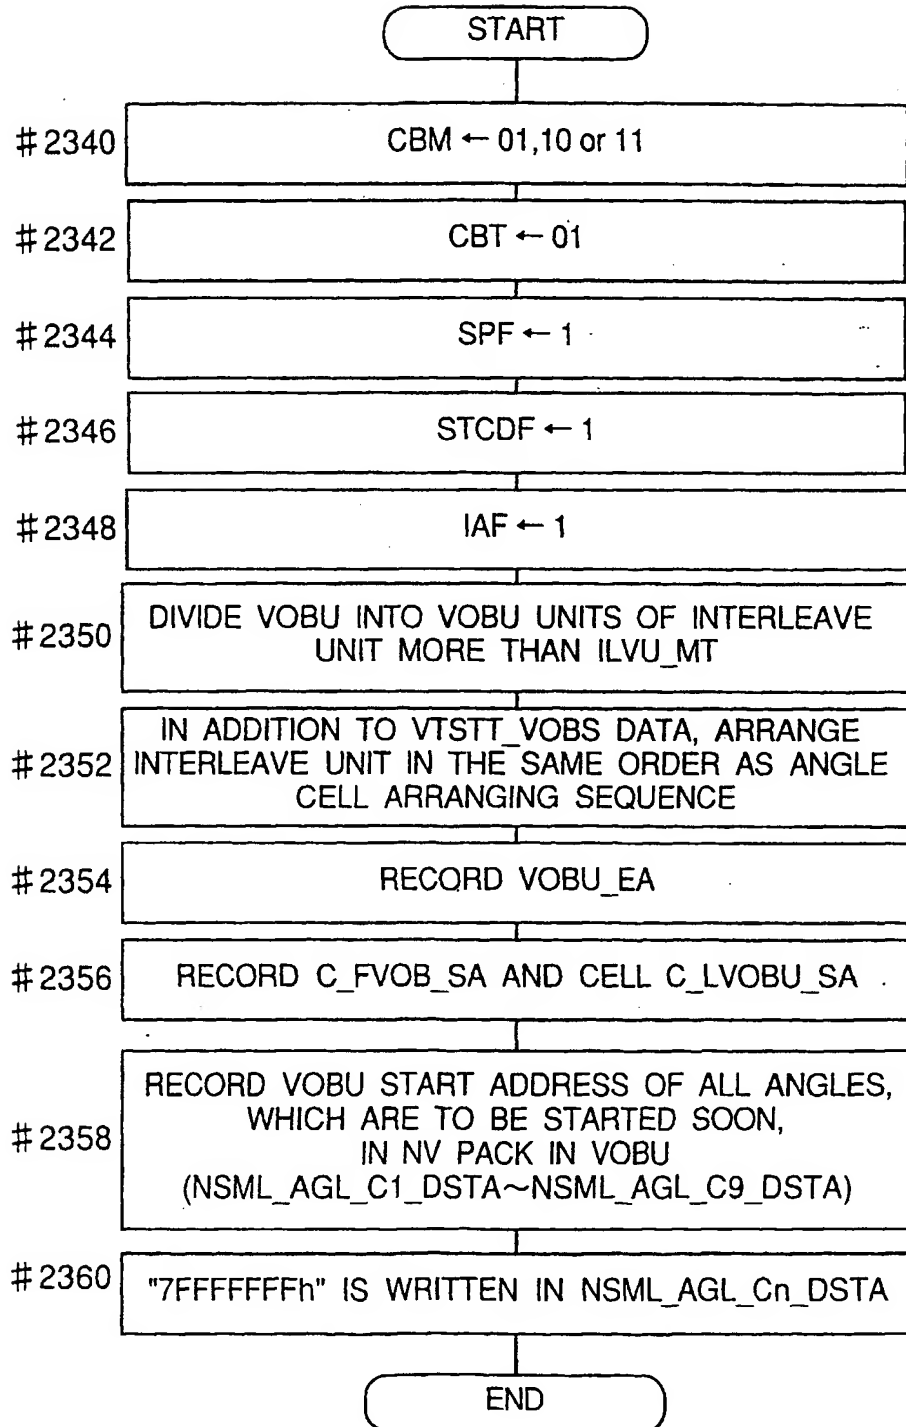 START
#2340 CBM ← 01,10 or 11
#2342 CBT ← 01
#2344 SPF ← 1
#2346 STCDF ← 1
#2348 IAF ← 1
#2350 DIVIDE VOBU INTO VOBU UNITS OF INTERLEAVE
UNIT MORE THAN ILVU_MT
IN ADDITION TO VTSTT_VOBS DATA, ARRANGE
#2352 INTERLEAVE UNIT IN THE SAME ORDER AS ANGLE
CELL ARRANGING SEQUENCE
#2354 RECORD VOBU_EA
#2356 RECORD C_FVOB_SA AND CELL C_LVOBU_SA
RECORD VOBU START ADDRESS OF ALL ANGLES,
WHICH ARE TO BE STARTED SOON,
#2358 IN NV PACK IN VOBU
(NSML_AGL_C1_DSTA~NSML_AGL_C9_DSTA)
#2360 "7FFFFFFFh" IS WRITTEN IN NSML_AGL_Cn_DSTA
END